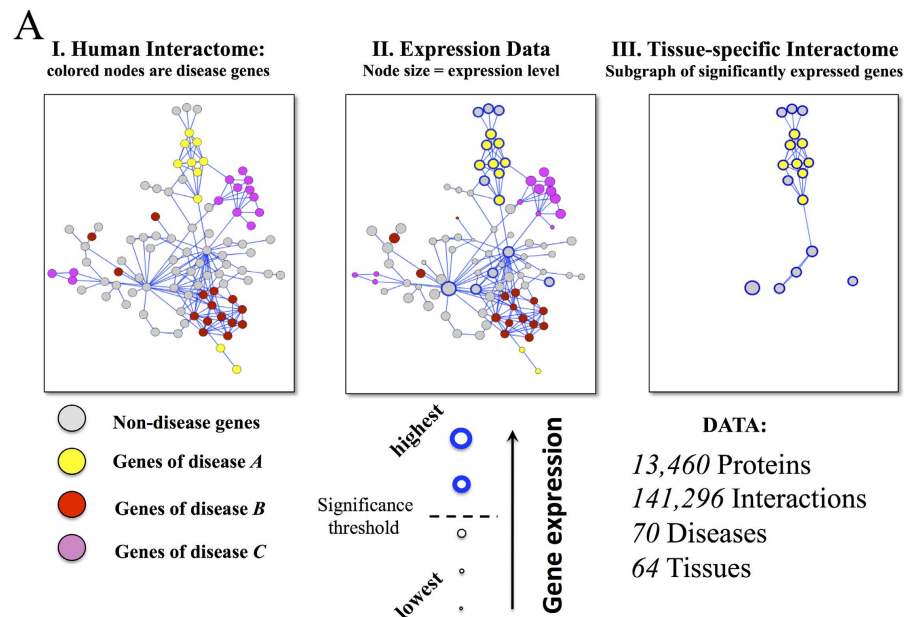 A
I. Human Interactome:
colored nodes are disease genes
II. Expression Data
Node size = expression level
III. Tissue-specific Interactome
Subgraph of significantly expressed genes
Non-disease genes
Genes of disease A
Genes of disease B
Genes of disease C
highest
Significance
threshold
lowest
Gene expression
DATA:
13,460 Proteins
141,296 Interactions
70 Diseases
64 Tissues